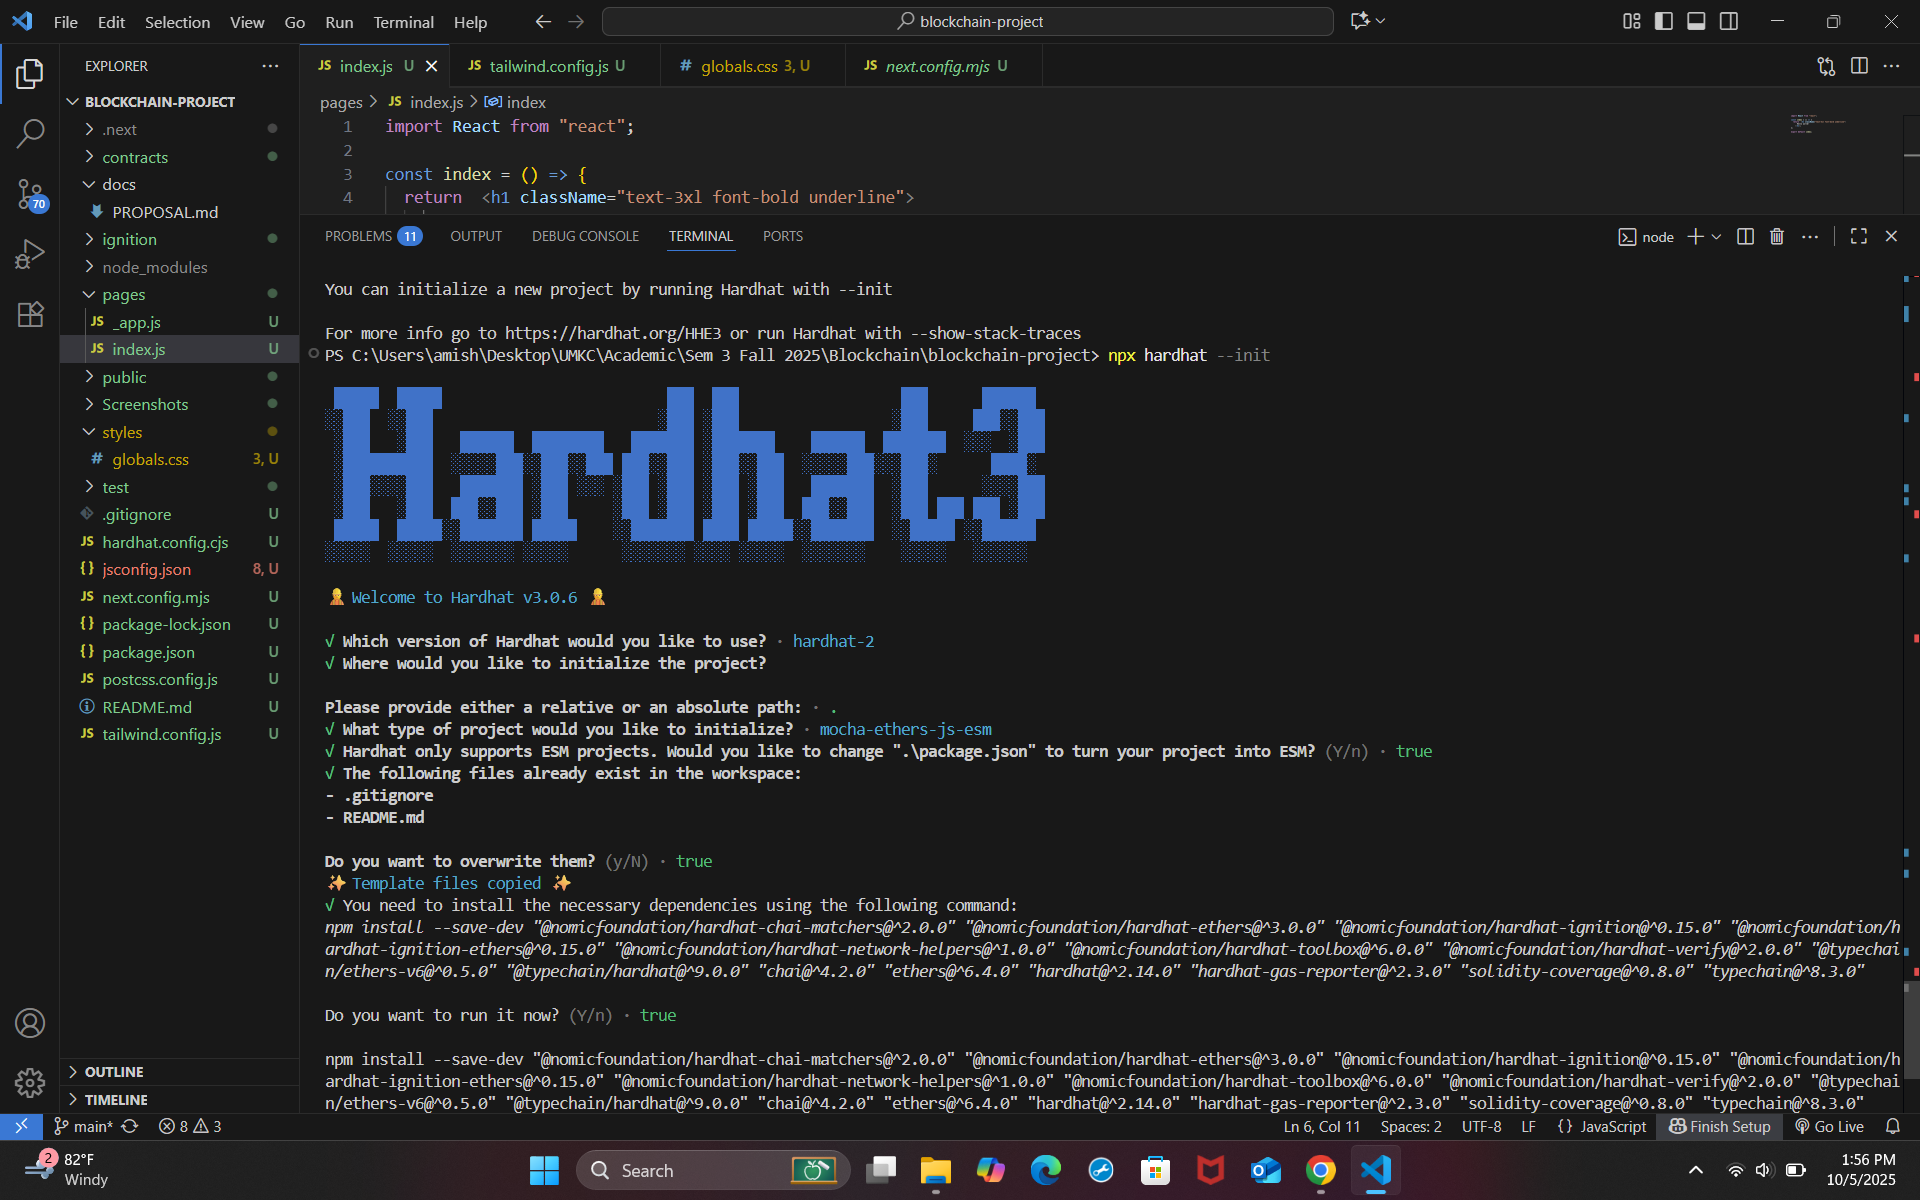 File Edit Selection View Go Run Terminal Help
blockchain-project
EXPLORER
BLOCKCHAIN-PROJECT
.next
contracts
docs
PROPOSAL.md
ignition
node_modules
pages
_app.js U
index.js U
public
Screenshots
styles
globals.css 3, U
test
.gitignore U
hardhat.config.cjs U
jsconfig.json 8, U
next.config.mjs U
package-lock.json U
package.json U
postcss.config.js U
README.md U
tailwind.config.js U
OUTLINE
TIMELINE
70
JS index.js U
JS tailwind.config.js U
# globals.css 3, U
JS next.config.mjs U
pages > JS index.js > index
1 import React from "react";
2
3 const index = () => {
4 return <h1 className="text-3xl font-bold underline">
PROBLEMS 11 OUTPUT DEBUG CONSOLE TERMINAL PORTS
node
You can initialize a new project by running Hardhat with --init
For more info go to https://hardhat.org/HHE3 or run Hardhat with --show-stack-traces
PS C:\Users\amish\Desktop\UMKC\Academic\Sem 3 Fall 2025\Blockchain\blockchain-project> npx hardhat --init
Hardhat3
Welcome to Hardhat v3.0.6
√ Which version of Hardhat would you like to use? · hardhat-2
√ Where would you like to initialize the project?
Please provide either a relative or an absolute path: · .
√ What type of project would you like to initialize? · mocha-ethers-js-esm
√ Hardhat only supports ESM projects. Would you like to change ".\package.json" to turn your project into ESM? (Y/n) · true
√ The following files already exist in the workspace:
- .gitignore
- README.md
Do you want to overwrite them? (y/N) · true
✨ Template files copied ✨
√ You need to install the necessary dependencies using the following command:
npm install --save-dev "@nomicfoundation/hardhat-chai-matchers@^2.0.0" "@nomicfoundation/hardhat-ethers@^3.0.0" "@nomicfoundation/hardhat-ignition@^0.15.0" "@nomicfoundation/h
ardhat-ignition-ethers@^0.15.0" "@nomicfoundation/hardhat-network-helpers@^1.0.0" "@nomicfoundation/hardhat-toolbox@^6.0.0" "@nomicfoundation/hardhat-verify@^2.0.0" "@typechai
n/ethers-v6@^0.5.0" "@typechain/hardhat@^9.0.0" "chai@^4.2.0" "ethers@^6.4.0" "hardhat@^2.14.0" "hardhat-gas-reporter@^2.3.0" "solidity-coverage@^0.8.0" "typechain@^8.3.0"
Do you want to run it now? (Y/n) · true
npm install --save-dev "@nomicfoundation/hardhat-chai-matchers@^2.0.0" "@nomicfoundation/hardhat-ethers@^3.0.0" "@nomicfoundation/hardhat-ignition@^0.15.0" "@nomicfoundation/h
ardhat-ignition-ethers@^0.15.0" "@nomicfoundation/hardhat-network-helpers@^1.0.0" "@nomicfoundation/hardhat-toolbox@^6.0.0" "@nomicfoundation/hardhat-verify@^2.0.0" "@typechai
n/ethers-v6@^0.5.0" "@typechain/hardhat@^9.0.0" "chai@^4.2.0" "ethers@^6.4.0" "hardhat@^2.14.0" "hardhat-gas-reporter@^2.3.0" "solidity-coverage@^0.8.0" "typechain@^8.3.0"
main* 8 3
Ln 6, Col 11 Spaces: 2 UTF-8 LF {} JavaScript Finish Setup Go Live
2
82°F
Windy
Search
1:56 PM
10/5/2025